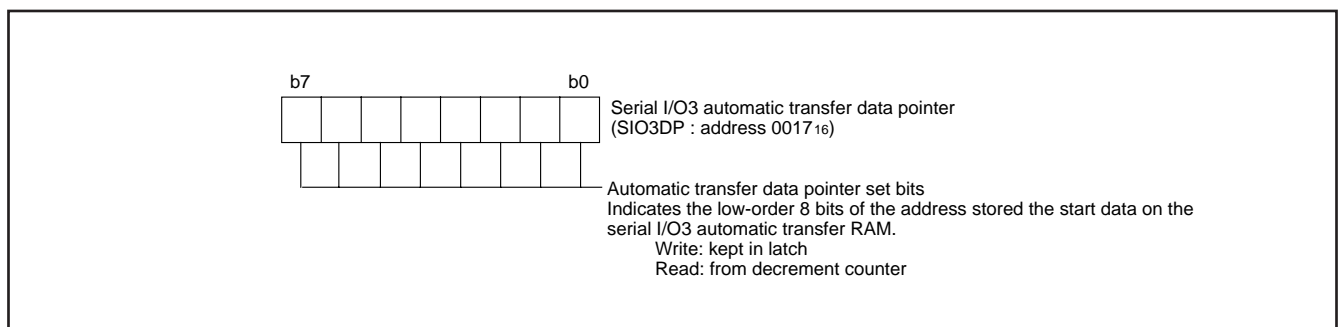 b7 b0
Serial I/O3 automatic transfer data pointer
(SIO3DP : address 0017₁₆)
Automatic transfer data pointer set bits
Indicates the low-order 8 bits of the address stored the start data on the
serial I/O3 automatic transfer RAM.
Write: kept in latch
Read: from decrement counter